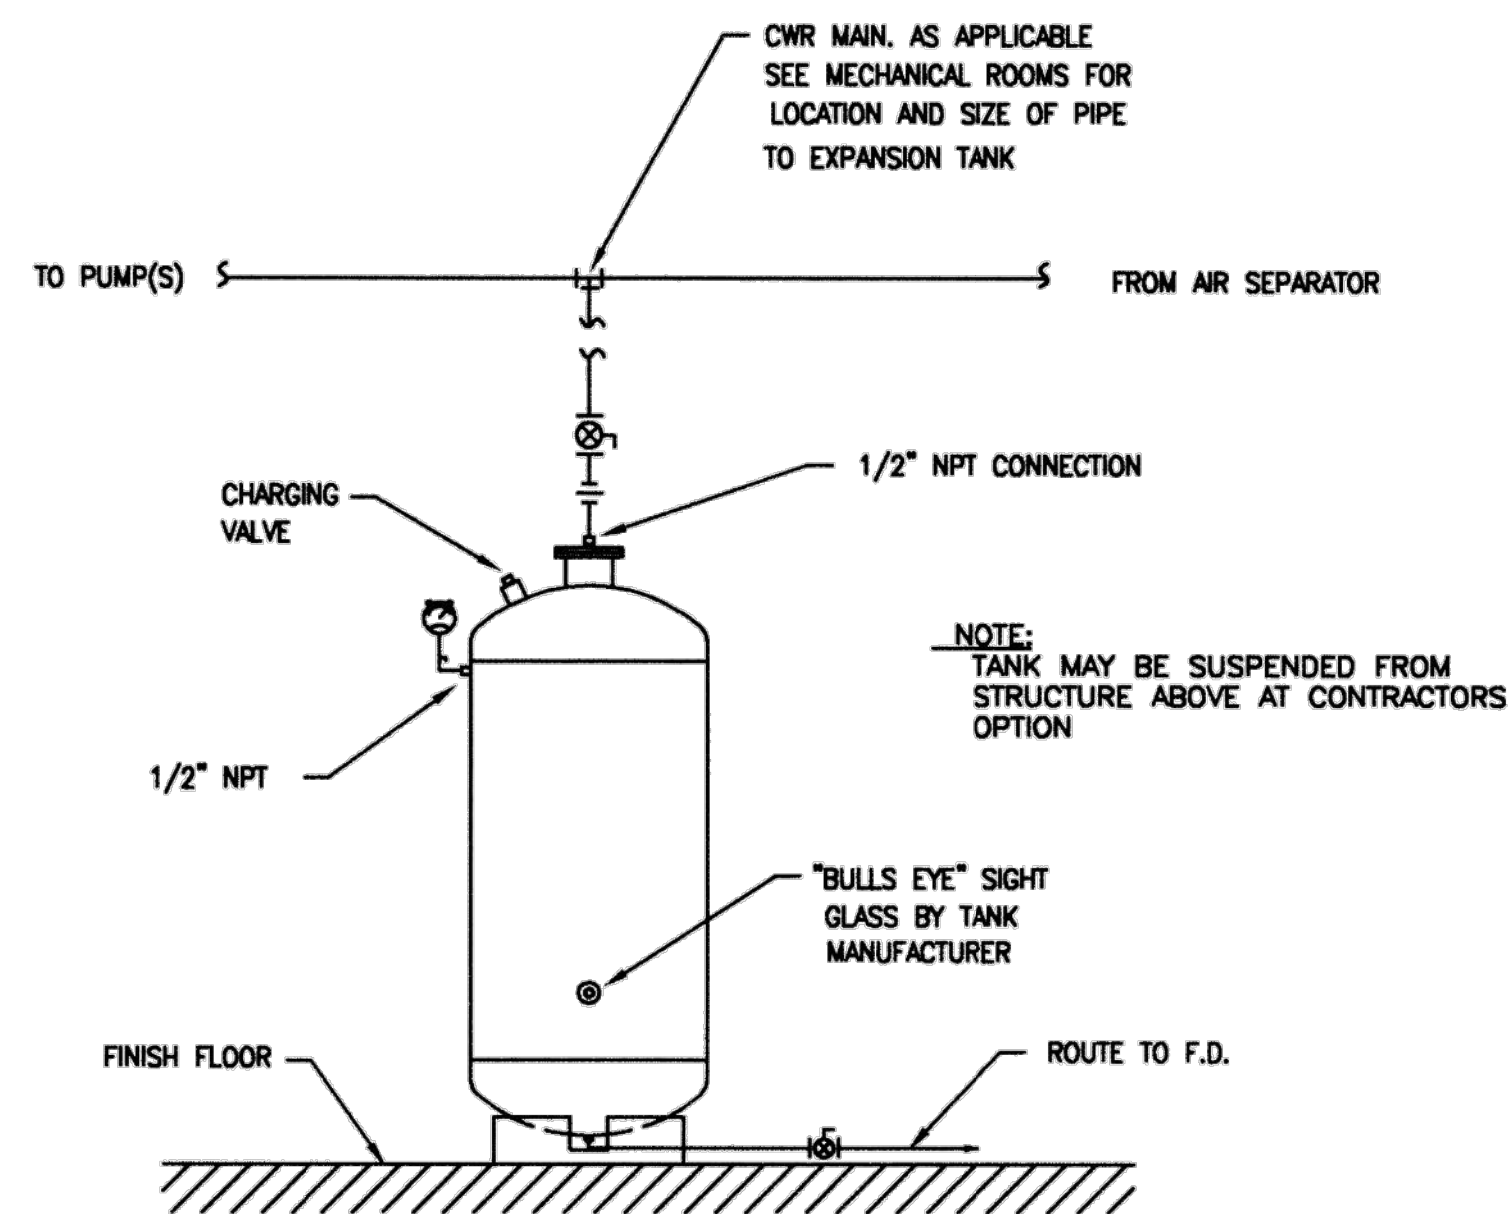 CWR MAIN. AS APPLICABLE
SEE MECHANICAL ROOMS FOR
LOCATION AND SIZE OF PIPE
TO EXPANSION TANK
TO PUMP(S)
FROM AIR SEPARATOR
1/2" NPT CONNECTION
CHARGING
VALVE
NOTE:
TANK MAY BE SUSPENDED FROM
STRUCTURE ABOVE AT CONTRACTORS
OPTION
1/2" NPT
"BULLS EYE" SIGHT
GLASS BY TANK
MANUFACTURER
FINISH FLOOR
ROUTE TO F.D.